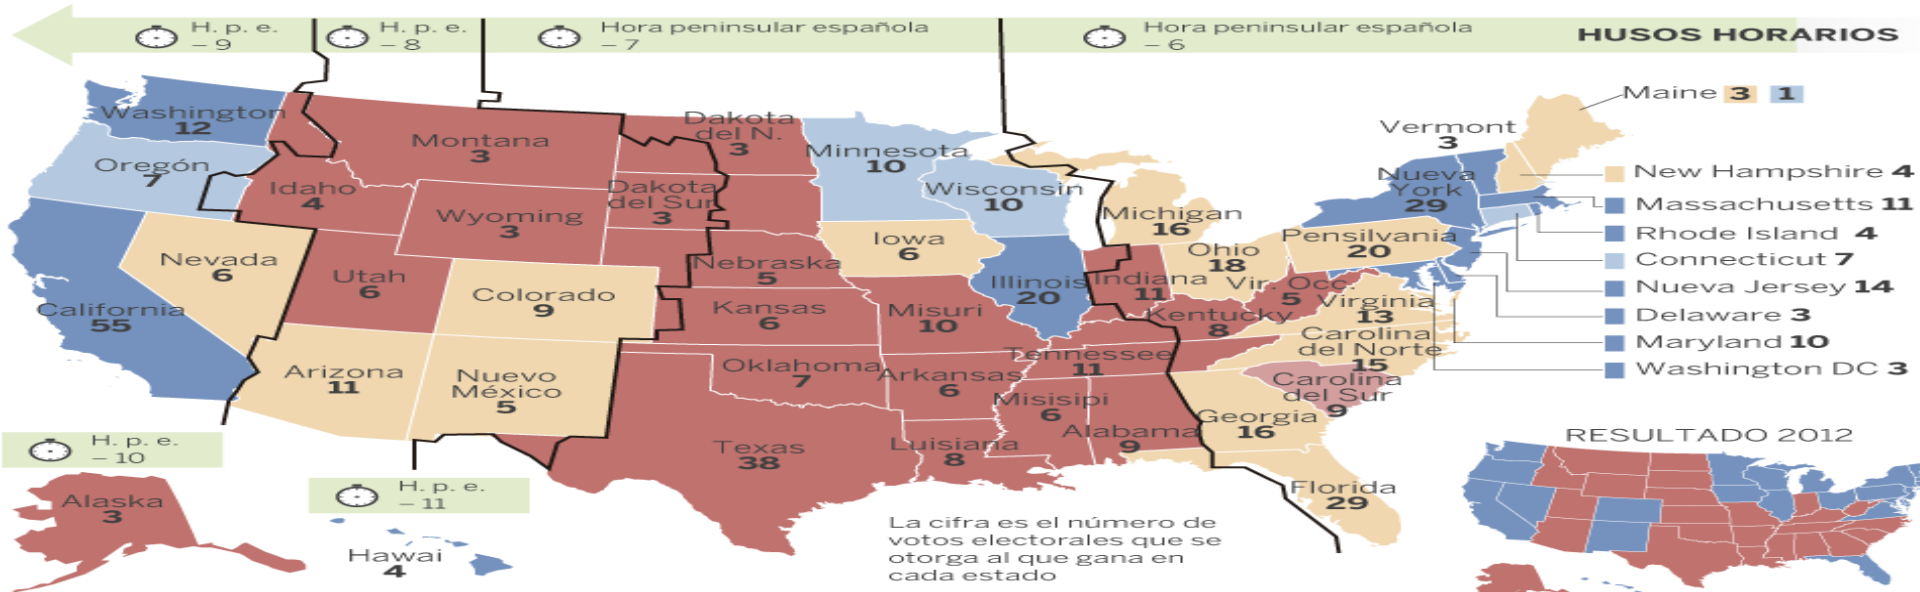 H. p. e.
– 9
H. p. e.
– 8
Hora peninsular española
– 7
Hora peninsular española
– 6
HUSOS HORARIOS
Washington
12
Oregón
7
California
55
Nevada
6
Idaho
4
Montana
3
Wyoming
3
Utah
6
Colorado
9
Arizona
11
Nuevo
México
5
Dakota
del N.
3
Dakota
del Sur
3
Nebraska
5
Kansas
6
Oklahoma
7
Texas
38
Minnesota
10
Iowa
6
Misuri
10
Arkansas
6
Luisiana
8
Wisconsin
10
Illinois
20
Michigan
16
Indiana
11
Ohio
18
Kentucky
8
Tennessee
11
Misisipi
6
Alabama
9
Georgia
16
Florida
29
Carolina
del Sur
9
Carolina
del Norte
15
Virginia
13
Vir. Occ.
5
Pensilvania
20
Nueva
York
29
Vermont
3
Maine 3 1
New Hampshire 4
Massachusetts 11
Rhode Island 4
Connecticut 7
Nueva Jersey 14
Delaware 3
Maryland 10
Washington DC 3
H. p. e.
– 10
Alaska
3
H. p. e.
– 11
Hawai
4
La cifra es el número de
votos electorales que se
otorga al que gana en
cada estado
RESULTADO 2012